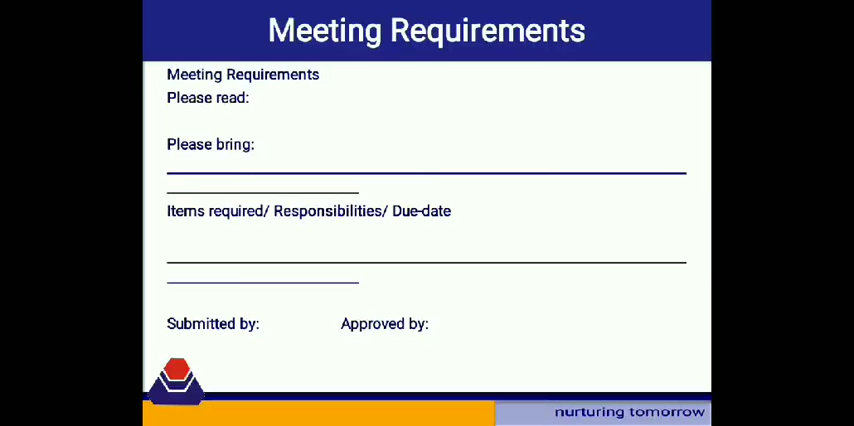 Meeting Requirements
Meeting Requirements
Please read:
Please bring:
Items required/ Responsibilities/ Due-date
Submitted by: Approved by:
nurturing tomorrow